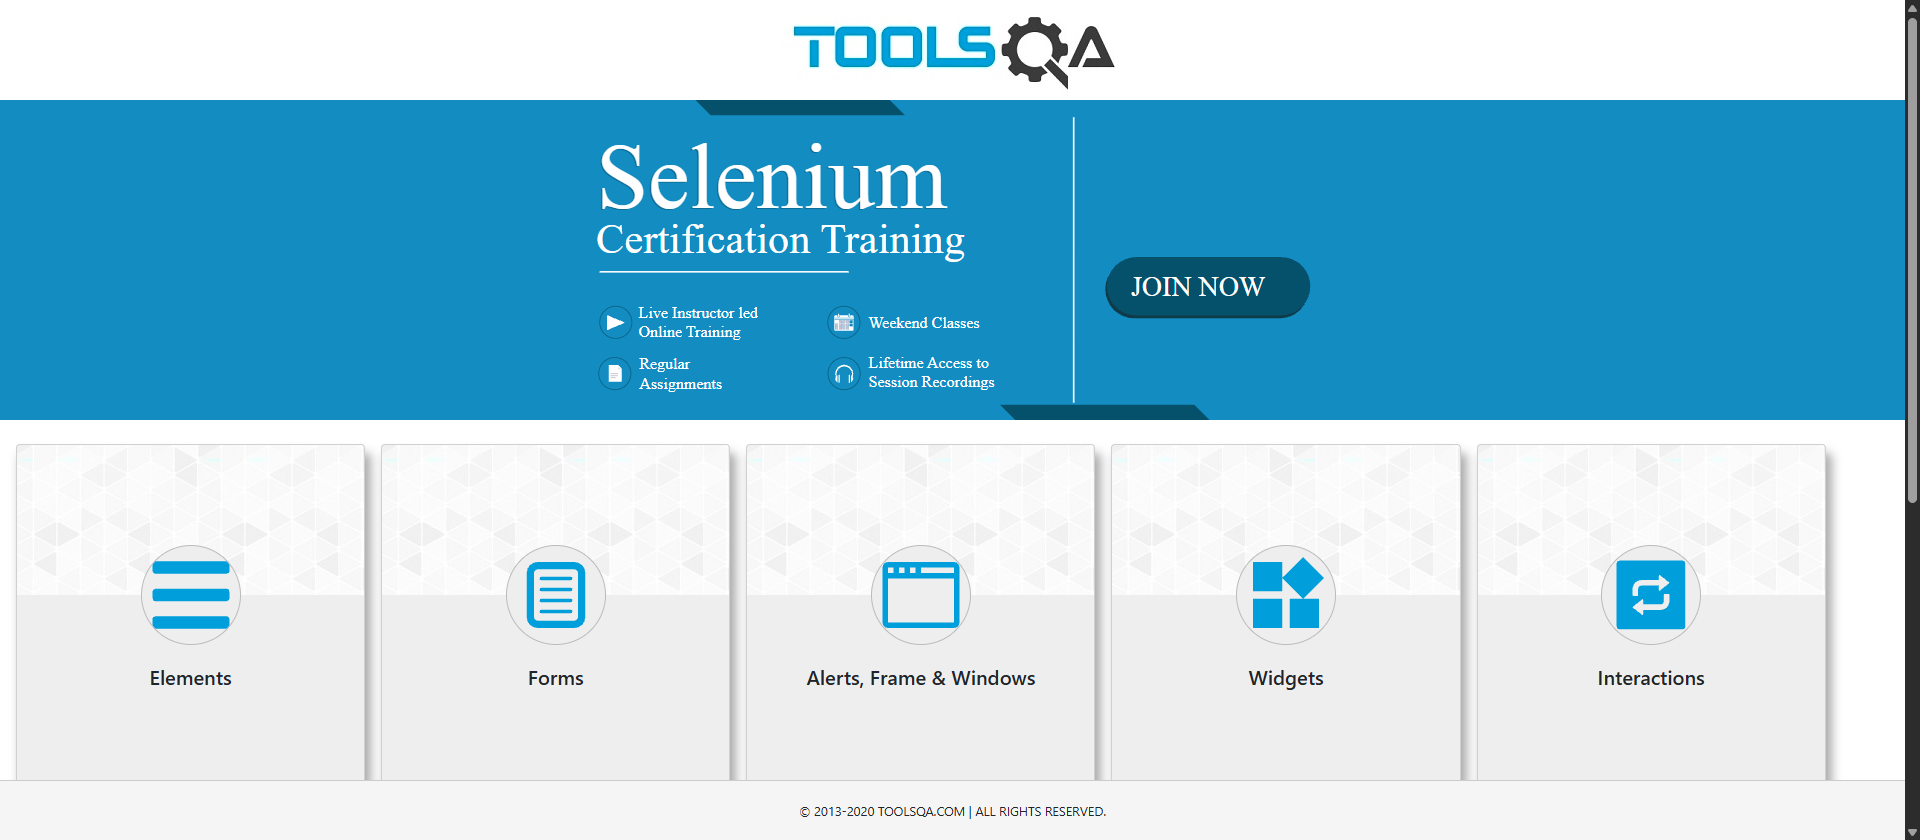 TOOLSQA
Selenium
Certification Training
JOIN NOW
Live Instructor led
Online Training
Weekend Classes
Regular
Assignments
Lifetime Access to
Session Recordings
Elements
Forms
Alerts, Frame & Windows
Widgets
Interactions
© 2013-2020 TOOLSQA.COM | ALL RIGHTS RESERVED.